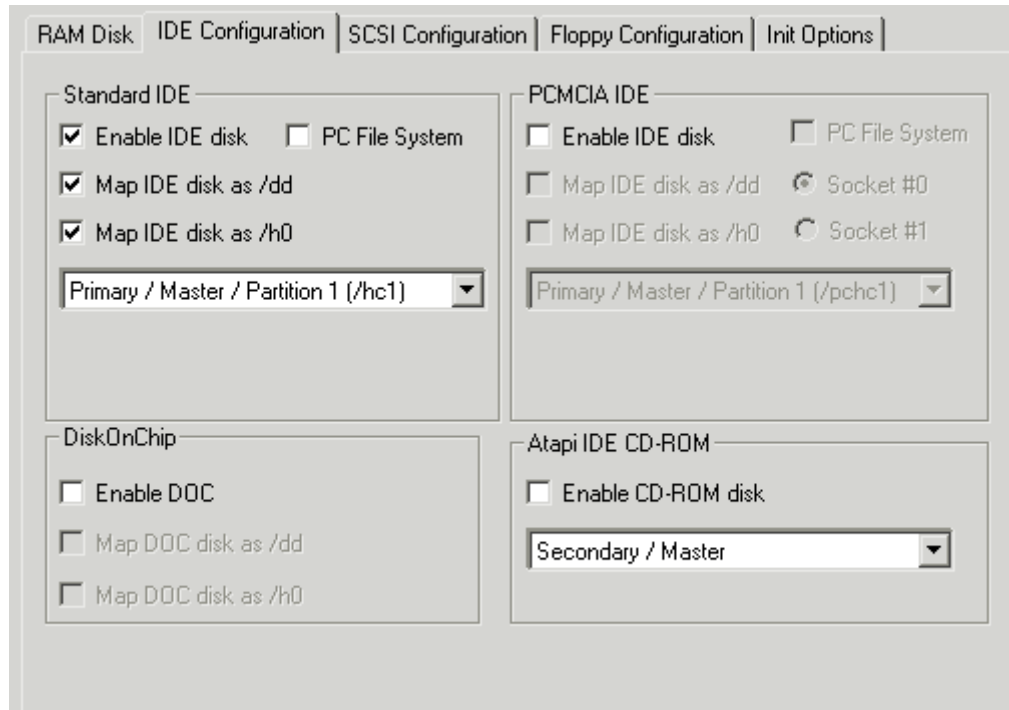 RAM Disk IDE Configuration SCSI Configuration Floppy Configuration Init Options
Standard IDE
Enable IDE disk PC File System
Map IDE disk as /dd
Map IDE disk as /h0
Primary / Master / Partition 1 (/hc1)
PCMCIA IDE
Enable IDE disk PC File System
Map IDE disk as /dd Socket #0
Map IDE disk as /h0 Socket #1
Primary / Master / Partition 1 (/pchc1)
DiskOnChip
Enable DOC
Map DOC disk as /dd
Map DOC disk as /h0
Atapi IDE CD-ROM
Enable CD-ROM disk
Secondary / Master